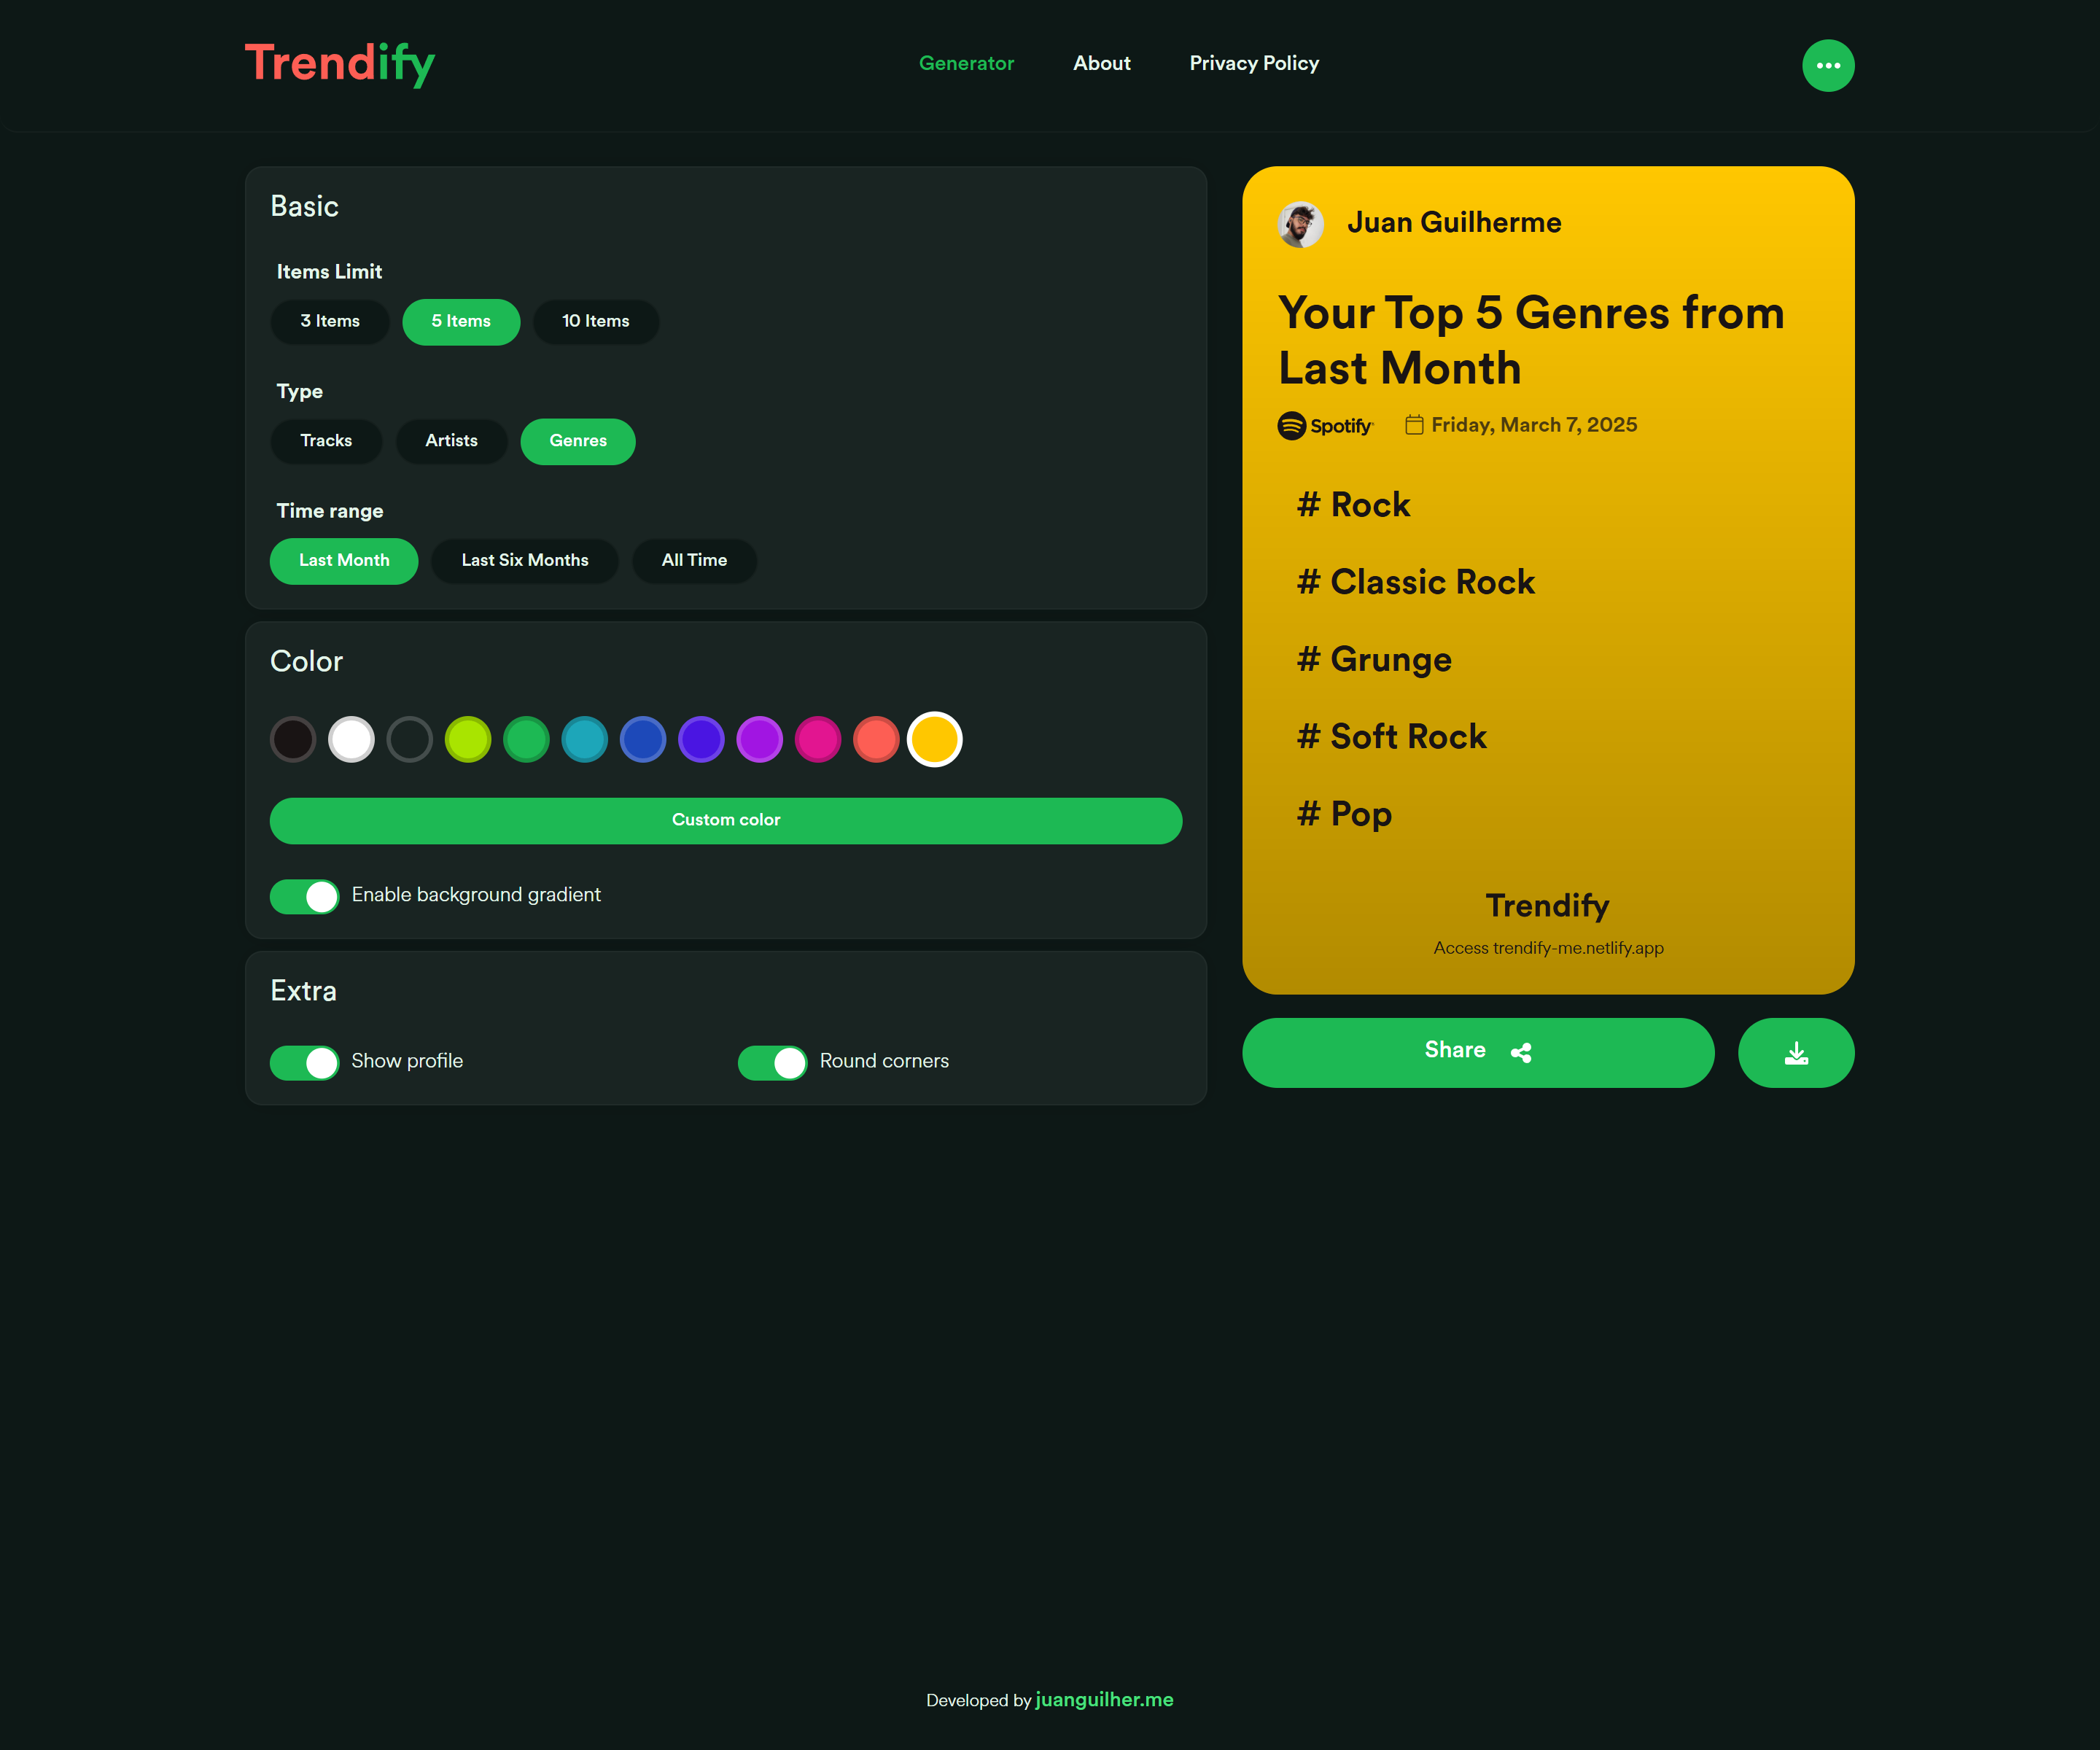 Trendify
Generator
About
Privacy Policy
Basic
Items Limit
3 Items
5 Items
10 Items
Type
Tracks
Artists
Genres
Time range
Last Month
Last Six Months
All Time
Color
Custom color
Enable background gradient
Extra
Show profile
Round corners
Juan Guilherme
Your Top 5 Genres from
Last Month
Spotify
Friday, March 7, 2025
# Rock
# Classic Rock
# Grunge
# Soft Rock
# Pop
Trendify
Access trendify-me.netlify.app
Share
Developed by juanguilher.me